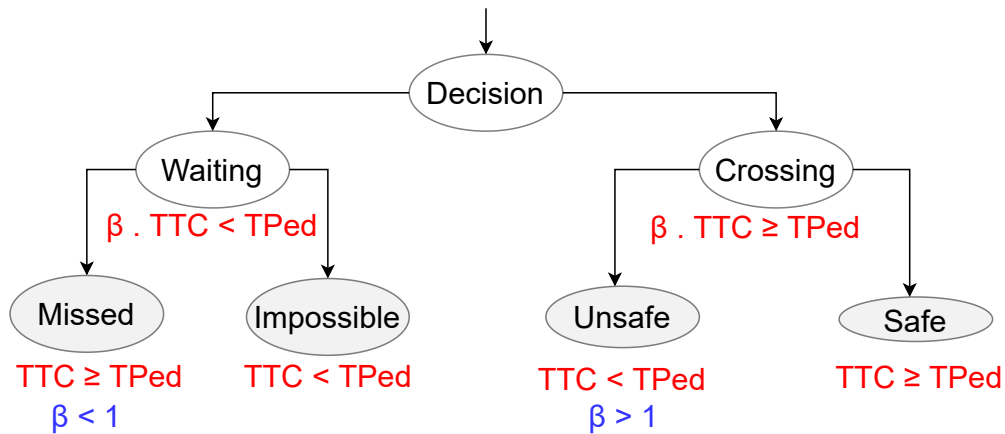 Decision
Waiting
Crossing
β . TTC < TPed
β . TTC ≥ TPed
Missed
Impossible
Unsafe
Safe
TTC ≥ TPed
TTC < TPed
TTC < TPed
TTC ≥ TPed
β < 1
β > 1